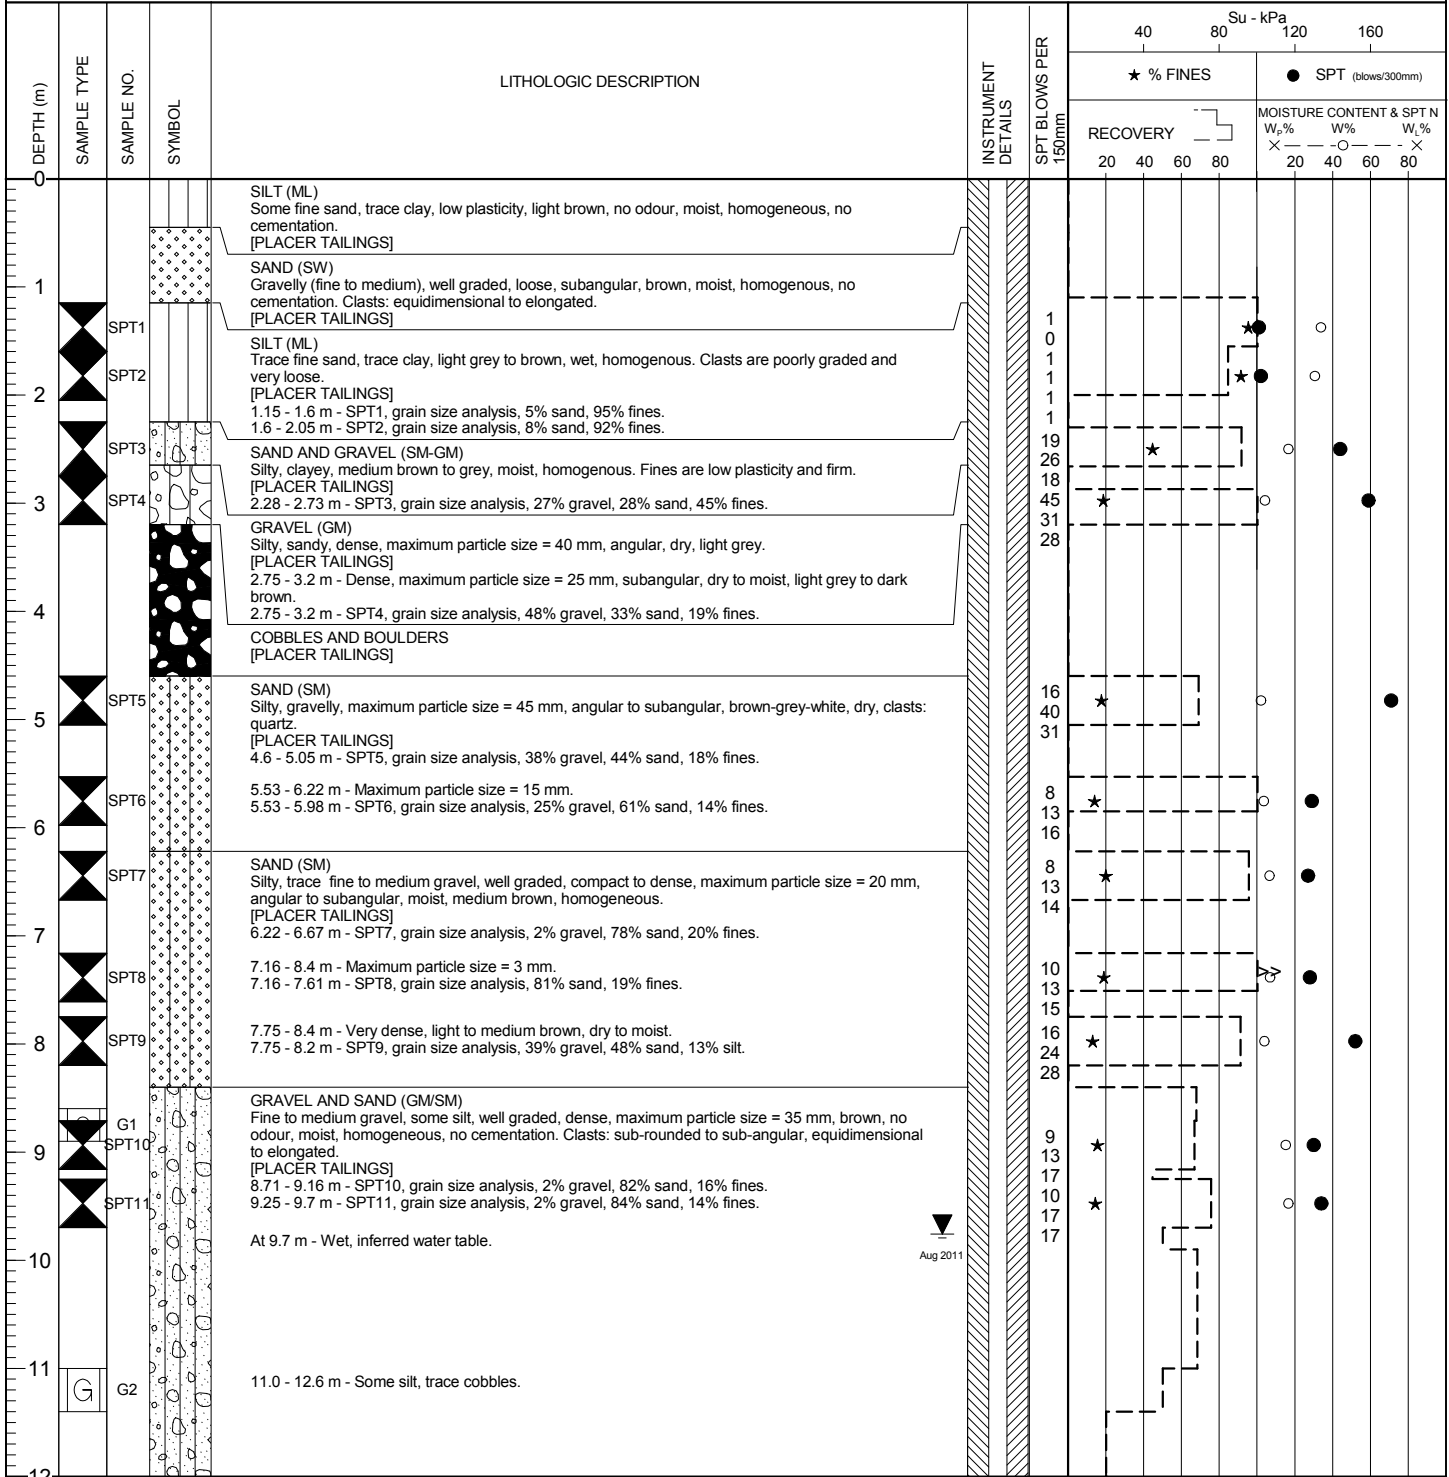 DEPTH (m)
SAMPLE TYPE
SAMPLE NO.
SYMBOL
LITHOLOGIC DESCRIPTION
INSTRUMENT
DETAILS
SPT BLOWS PER
150mm
Su - kPa
40 80 120 160
★ % FINES
● SPT (blows/300mm)
RECOVERY
MOISTURE CONTENT & SPT N
WP% W% WL%
20 40 60 80 20 40 60 80
0
SILT (ML)
Some fine sand, trace clay, low plasticity, light brown, no odour, moist, homogeneous, no
cementation.
[PLACER TAILINGS]
SAND (SW)
Gravelly (fine to medium), well graded, loose, subangular, brown, moist, homogenous, no
cementation. Clasts: equidimensional to elongated.
[PLACER TAILINGS]
1
SPT1
1
0
1
SILT (ML)
Trace fine sand, trace clay, light grey to brown, wet, homogenous. Clasts are poorly graded and
very loose.
[PLACER TAILINGS]
1.15 - 1.6 m - SPT1, grain size analysis, 5% sand, 95% fines.
1.6 - 2.05 m - SPT2, grain size analysis, 8% sand, 92% fines.
SPT2
1
1
1
2
SAND AND GRAVEL (SM-GM)
Silty, clayey, medium brown to grey, moist, homogenous. Fines are low plasticity and firm.
[PLACER TAILINGS]
2.28 - 2.73 m - SPT3, grain size analysis, 27% gravel, 28% sand, 45% fines.
SPT3
19
26
18
GRAVEL (GM)
Silty, sandy, dense, maximum particle size = 40 mm, angular, dry, light grey.
[PLACER TAILINGS]
2.75 - 3.2 m - Dense, maximum particle size = 25 mm, subangular, dry to moist, light grey to dark
brown.
2.75 - 3.2 m - SPT4, grain size analysis, 48% gravel, 33% sand, 19% fines.
SPT4
45
31
28
3
4
COBBLES AND BOULDERS
[PLACER TAILINGS]
SAND (SM)
Silty, gravelly, maximum particle size = 45 mm, angular to subangular, brown-grey-white, dry, clasts:
quartz.
[PLACER TAILINGS]
4.6 - 5.05 m - SPT5, grain size analysis, 38% gravel, 44% sand, 18% fines.
SPT5
16
40
31
5
5.53 - 6.22 m - Maximum particle size = 15 mm.
5.53 - 5.98 m - SPT6, grain size analysis, 25% gravel, 61% sand, 14% fines.
SPT6
8
13
16
6
SAND (SM)
Silty, trace fine to medium gravel, well graded, compact to dense, maximum particle size = 20 mm,
angular to subangular, moist, medium brown, homogeneous.
[PLACER TAILINGS]
6.22 - 6.67 m - SPT7, grain size analysis, 2% gravel, 78% sand, 20% fines.
SPT7
8
13
14
7
7.16 - 8.4 m - Maximum particle size = 3 mm.
7.16 - 7.61 m - SPT8, grain size analysis, 81% sand, 19% fines.
SPT8
10
13
15
>>
7.75 - 8.4 m - Very dense, light to medium brown, dry to moist.
7.75 - 8.2 m - SPT9, grain size analysis, 39% gravel, 48% sand, 13% silt.
SPT9
16
24
28
8
GRAVEL AND SAND (GM/SM)
Fine to medium gravel, some silt, well graded, dense, maximum particle size = 35 mm, brown, no
odour, moist, homogeneous, no cementation. Clasts: sub-rounded to sub-angular, equidimensional
to elongated.
[PLACER TAILINGS]
8.71 - 9.16 m - SPT10, grain size analysis, 2% gravel, 82% sand, 16% fines.
9.25 - 9.7 m - SPT11, grain size analysis, 2% gravel, 84% sand, 14% fines.
G1
SPT10
9
13
17
9
SPT11
10
17
17
At 9.7 m - Wet, inferred water table.
Aug 2011
10
11
G
G2
11.0 - 12.6 m - Some silt, trace cobbles.
12